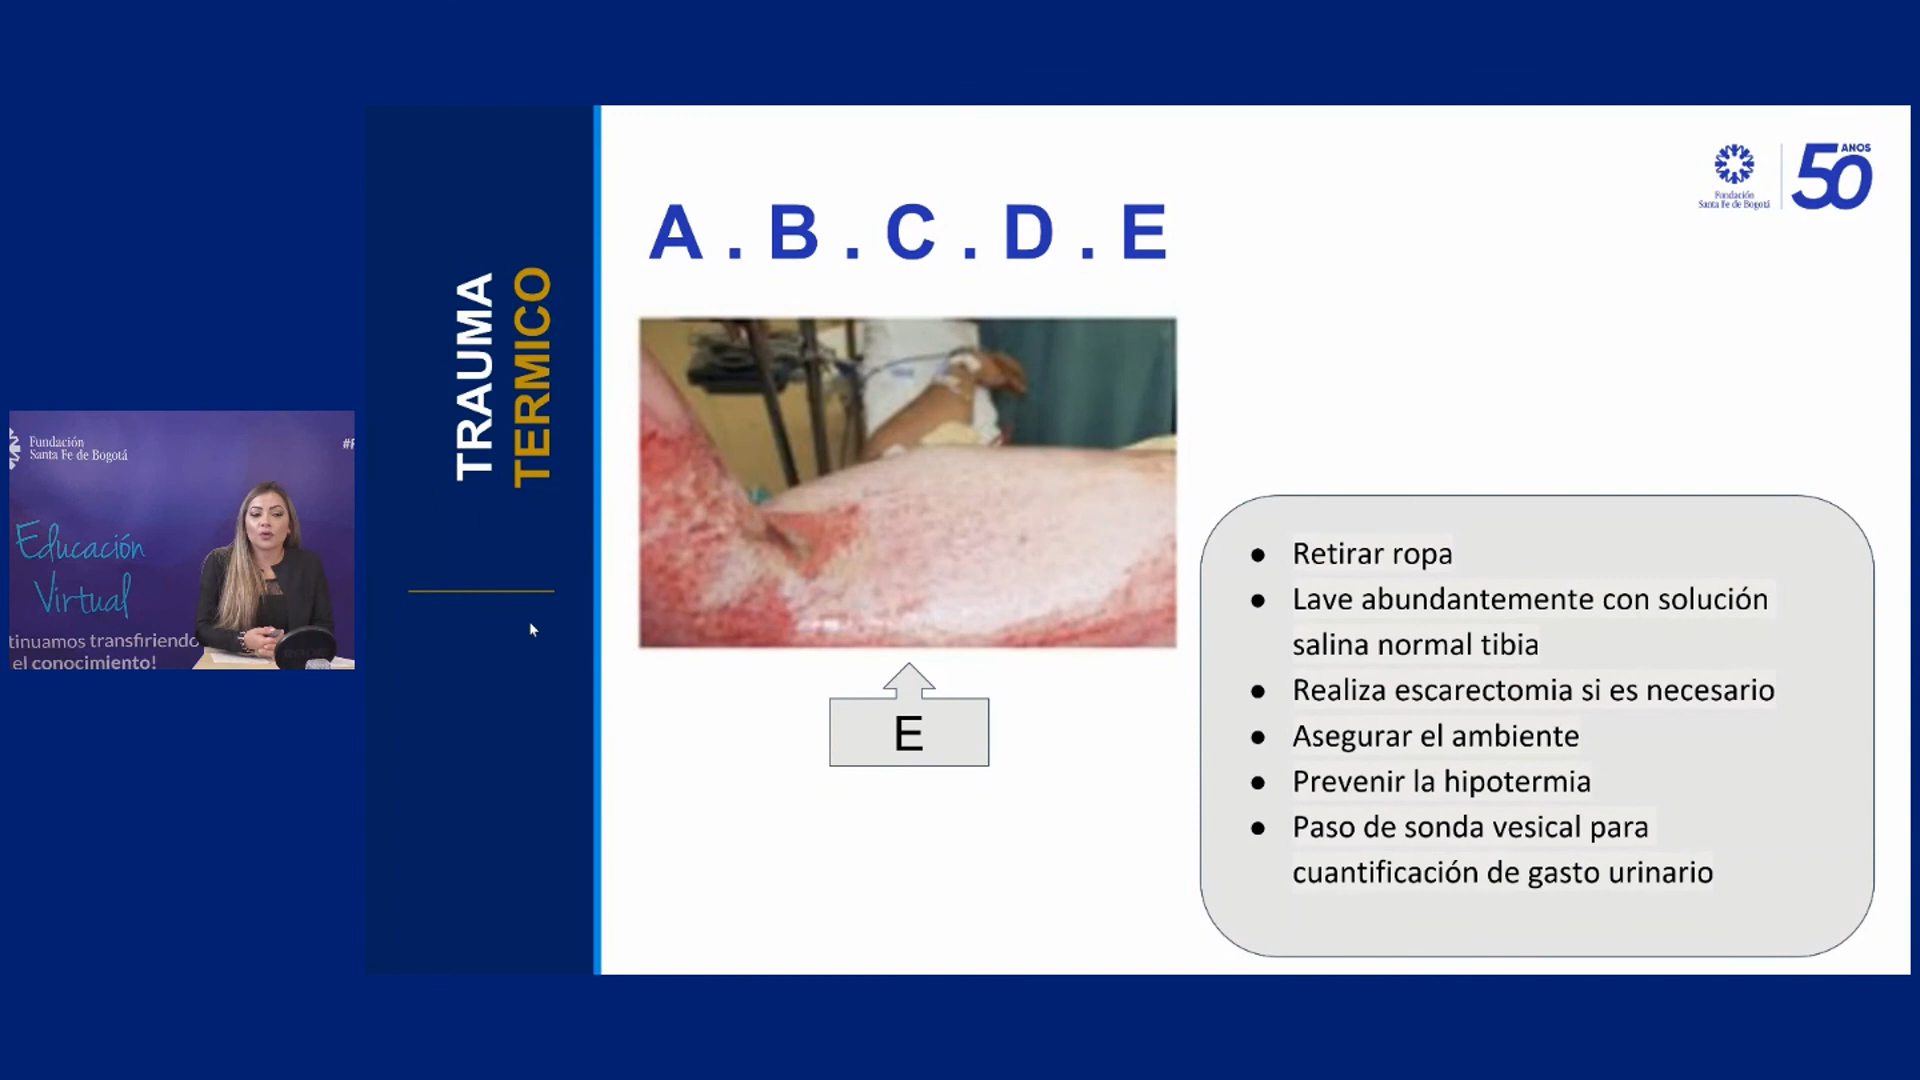 A . B . C . D . E
Fundación
Santa Fe de Bogotá
50
AÑOS
TRAUMA
TERMICO
E
● Retirar ropa
● Lave abundantemente con solución
salina normal tibia
● Realiza escarectomia si es necesario
● Asegurar el ambiente
● Prevenir la hipotermia
● Paso de sonda vesical para
cuantificación de gasto urinario
Fundación
Santa Fe de Bogotá
Educación
Virtual
tinuamos transfiriendo
el conocimiento!